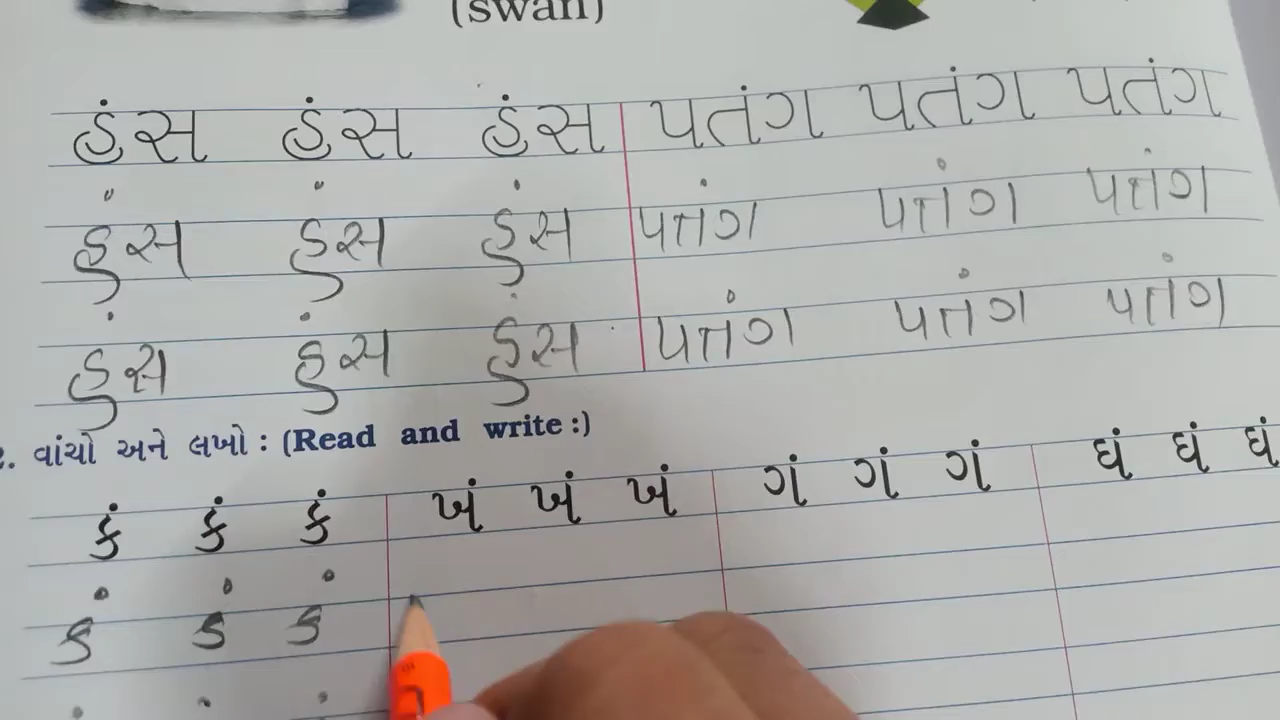 (swan)
હંસ હંસ હંસ પતંગ પતંગ પતંગ
હંસ હંસ હંસ પતંગ પતંગ પતંગ
હંસ હંસ હંસ પતંગ પતંગ પતંગ
વાંચો અને લખો : (Read and write :)
કં કં કં ખં ખં ખં ગં ગં ગં ઘં ઘં ઘં
કં કં કં